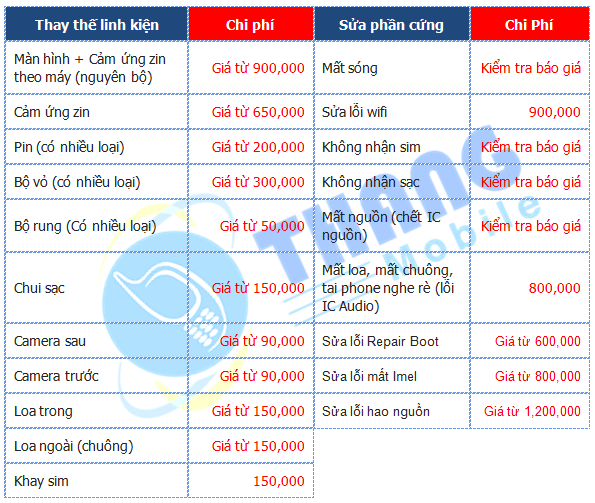 Thay thế linh kiện Chi phí Sửa phần cứng Chi Phí
Màn hình + Cảm ứng zin
theo máy (nguyên bộ) Giá từ 900,000 Mất sóng Kiểm tra báo giá
Cảm ứng zin Giá từ 650,000 Sửa lỗi wifi 900,000
Pin (có nhiều loại) Giá từ 200,000 Không nhận sim Kiểm tra báo giá
Bộ vỏ (có nhiều loại) Giá từ 300,000 Không nhận sạc Kiểm tra báo giá
Bộ rung (Có nhiều loại) Giá từ 50,000 Mất nguồn (chết IC
nguồn) Kiểm tra báo giá
Chui sạc Giá từ 150,000 Mất loa, mất chuông,
tai phone nghe rè (lỗi
IC Audio) 800,000
Camera sau Giá từ 90,000 Sửa lỗi Repair Boot Giá từ 600,000
Camera trước Giá từ 90,000 Sửa lỗi mất Imel Giá từ 800,000
Loa trong Giá từ 150,000 Sửa lỗi hao nguồn Giá từ 1,200,000
Loa ngoài (chuông) Giá từ 150,000
Khay sim 150,000
THANG
Mobile